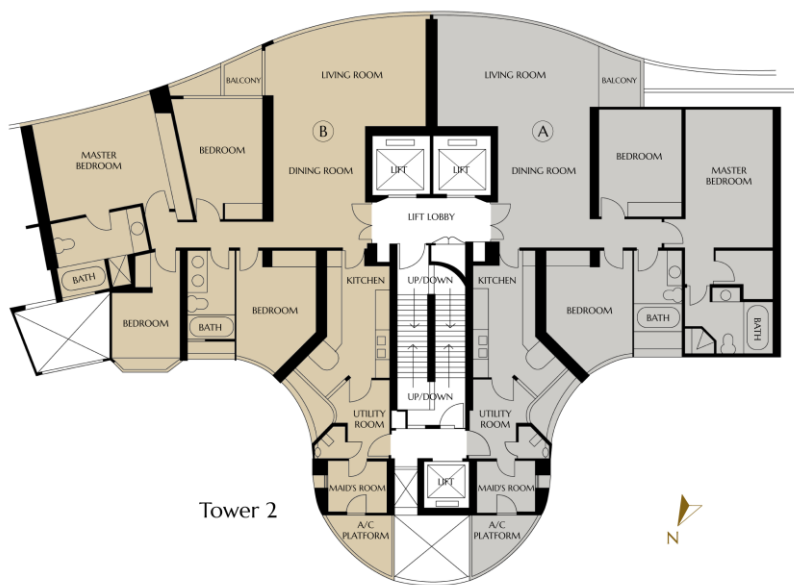 LIVING ROOM
LIVING ROOM
BALCONY
BALCONY
B
A
BEDROOM
BEDROOM
MASTER
BEDROOM
MASTER
BEDROOM
DINING ROOM
LIFT
LIFT
DINING ROOM
LIFT LOBBY
BATH
KITCHEN
UP/DOWN
KITCHEN
BEDROOM
BATH
BEDROOM
BEDROOM
BATH
BATH
UP/DOWN
UTILITY
ROOM
UTILITY
ROOM
MAID'S ROOM
LIFT
MAID'S ROOM
Tower 2
A/C
PLATFORM
A/C
PLATFORM
N